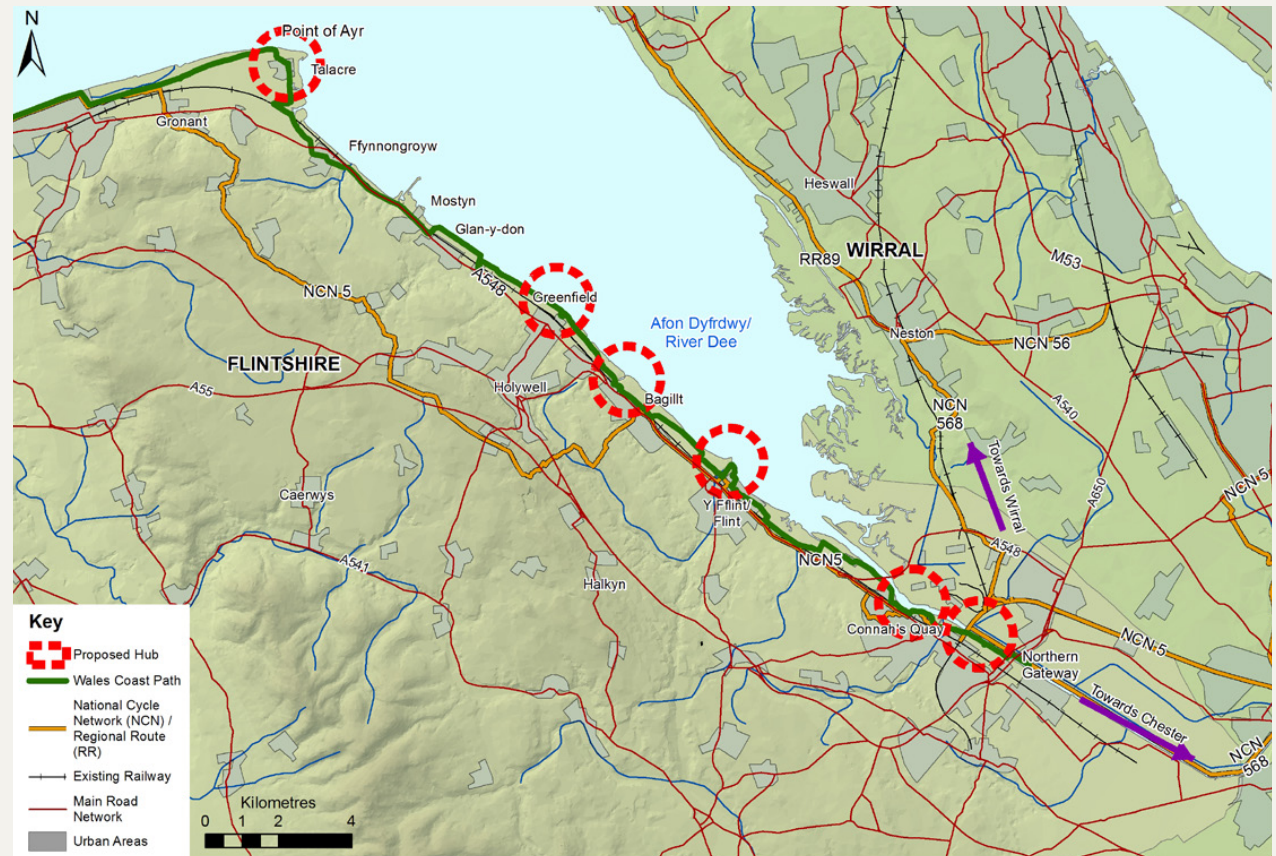 N
Point of Ayr
Talacre
Gronant
Ffynnongroyw
Mostyn
Glan-y-don
A548
Greenfield
NCN 5
FLINTSHIRE
A55
Holywell
Bagillt
Afon Dyfrdwy/
River Dee
Heswall
WIRRAL
RR89
M53
Neston
NCN 56
A540
NCN
568
Towards Wirral
A650
NCN-5
A548
Caerwys
A541
Y Fflint/
Flint
Halkyn
NCN5
Connah's Quay
NCN 5
Northern
Gateway
Towards Chester
NCN
568
Key
Proposed Hub
Wales Coast Path
National Cycle
Network (NCN) /
Regional Route
(RR)
Existing Railway
Main Road
Network
Urban Areas
Kilometres
0 1 2 4